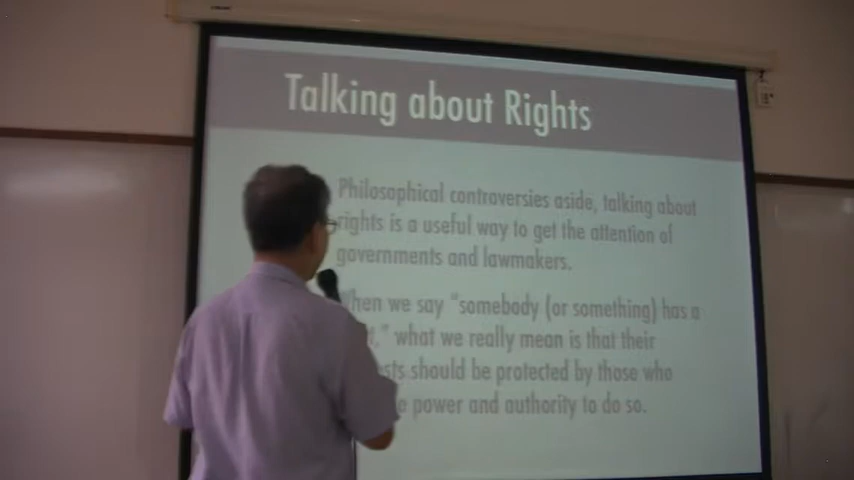 Talking about Rights
Philosophical controversies aside, talking about
rights is a useful way to get the attention of
governments and lawmakers.
when we say “somebody (or something) has a
what we really mean is that their
should be protected by those who
power and authority to do so.